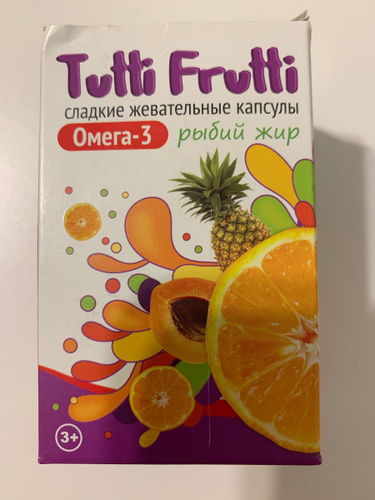 Tutti Frutti
сладкие жевательные капсулы
Омега-3 рыбий жир
3+